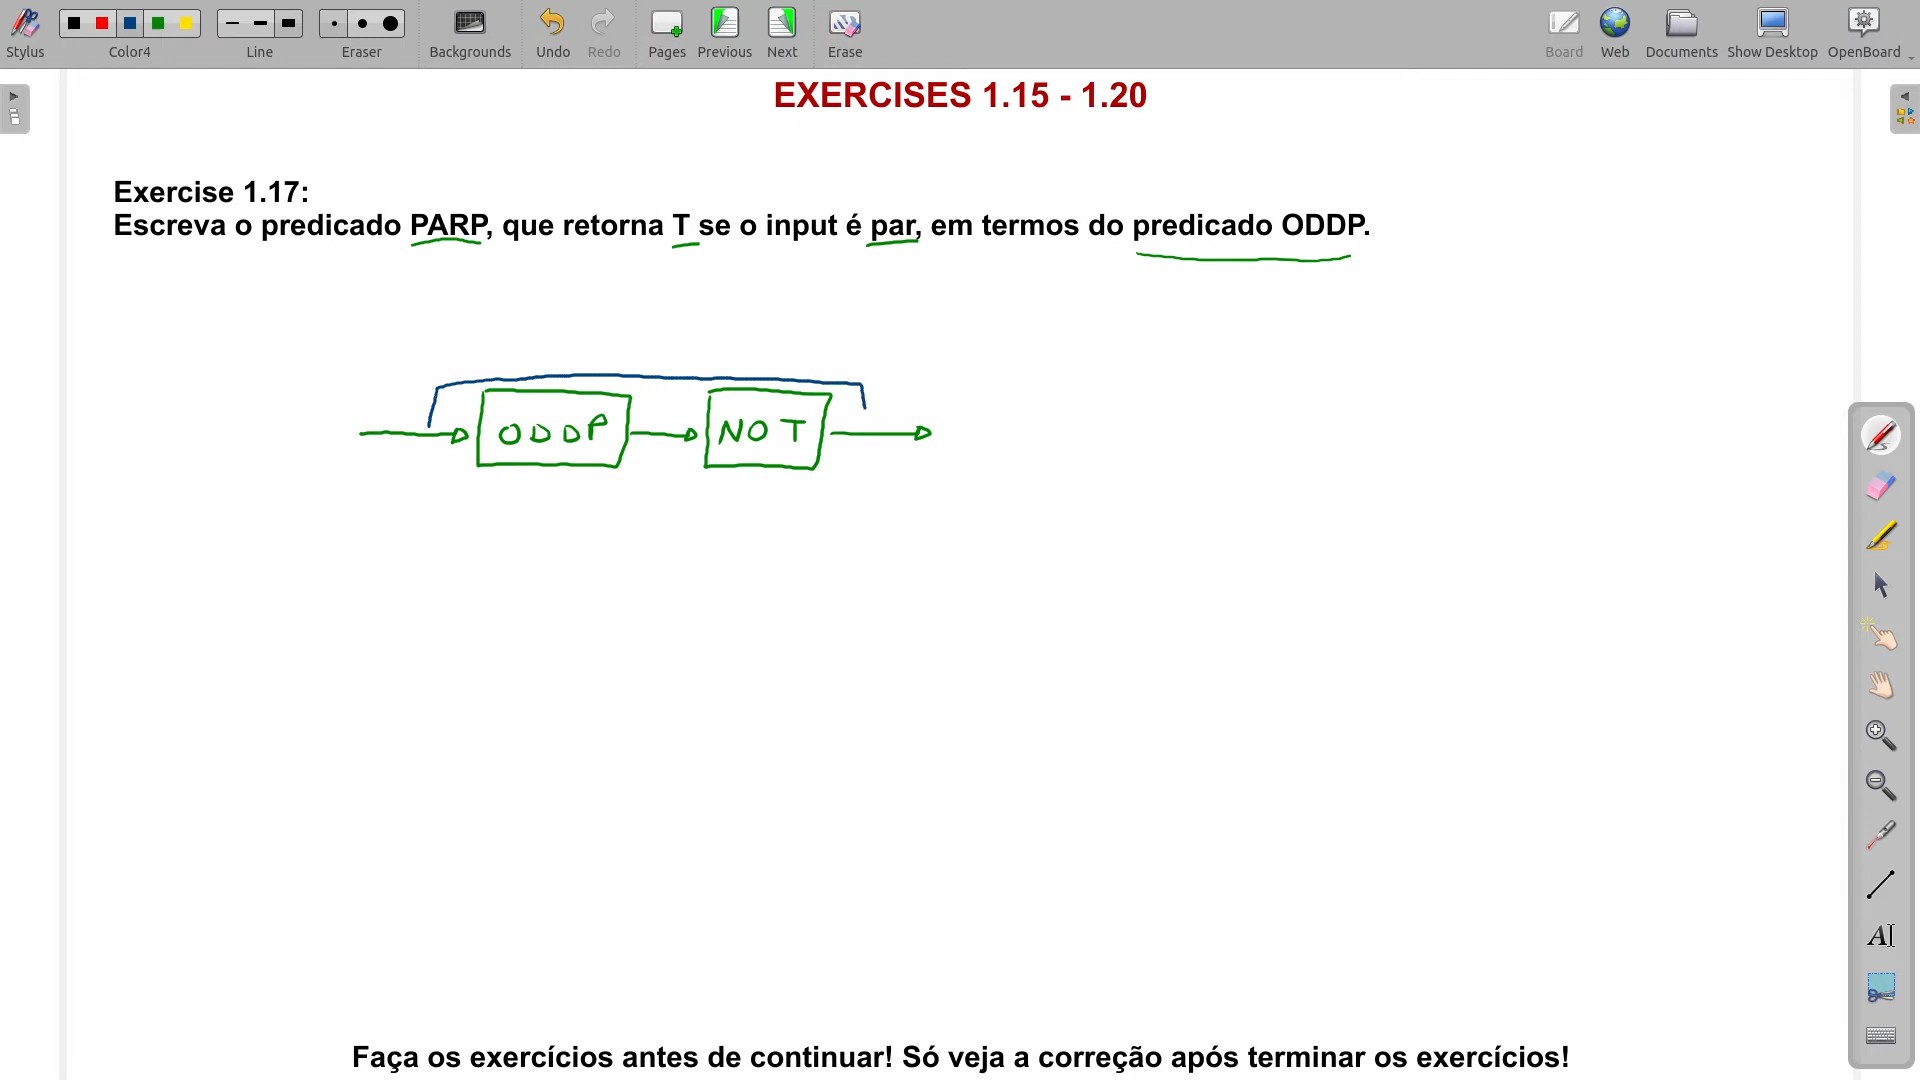 Stylus Color4 Line Eraser Backgrounds Undo Redo Pages Previous Next Erase Board Web Documents Show Desktop OpenBoard
EXERCISES 1.15 - 1.20
Exercise 1.17:
Escreva o predicado PARP, que retorna T se o input é par, em termos do predicado ODDP.
ODDP NOT
Faça os exercícios antes de continuar! Só veja a correção após terminar os exercícios!